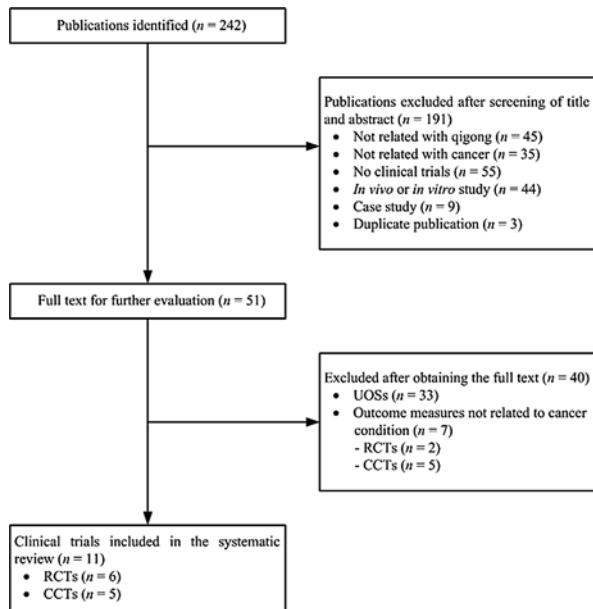 Publications identified (n = 242)
Publications excluded after screening of title
and abstract (n = 191)
• Not related with qigong (n = 45)
• Not related with cancer (n = 35)
• No clinical trials (n = 55)
• In vivo or in vitro study (n = 44)
• Case study (n = 9)
• Duplicate publication (n = 3)
Full text for further evaluation (n = 51)
Excluded after obtaining the full text (n = 40)
• UOSs (n = 33)
• Outcome measures not related to cancer
condition (n = 7)
- RCTs (n = 2)
- CCTs (n = 5)
Clinical trials included in the systematic
review (n = 11)
• RCTs (n = 6)
• CCTs (n = 5)